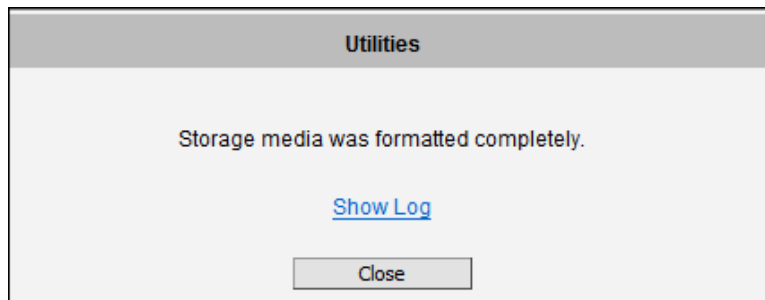 Utilities
Storage media was formatted completely.
Show Log
Close